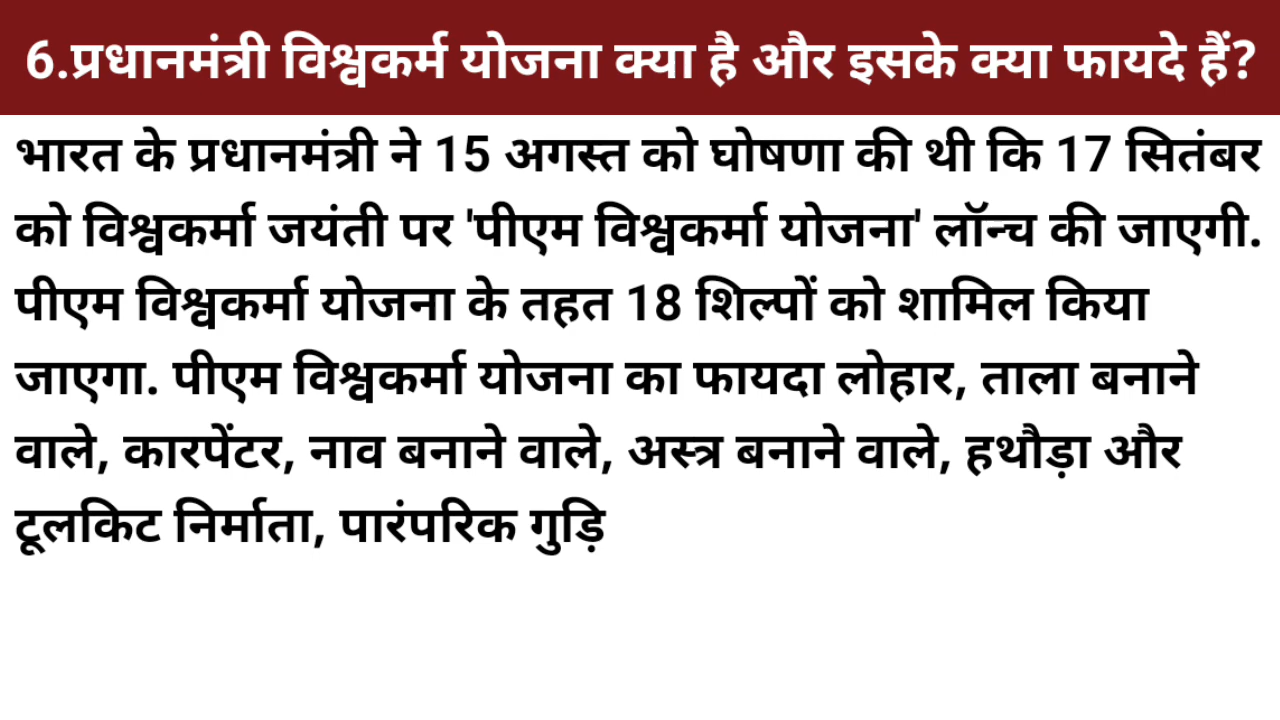 6.प्रधानमंत्री विश्वकर्म योजना क्या है और इसके क्या फायदे हैं?
भारत के प्रधानमंत्री ने 15 अगस्त को घोषणा की थी कि 17 सितंबर
को विश्वकर्मा जयंती पर 'पीएम विश्वकर्मा योजना' लॉन्च की जाएगी.
पीएम विश्वकर्मा योजना के तहत 18 शिल्पों को शामिल किया
जाएगा. पीएम विश्वकर्मा योजना का फायदा लोहार, ताला बनाने
वाले, कारपेंटर, नाव बनाने वाले, अस्त्र बनाने वाले, हथौड़ा और
टूलकिट निर्माता, पारंपरिक गुड़ि